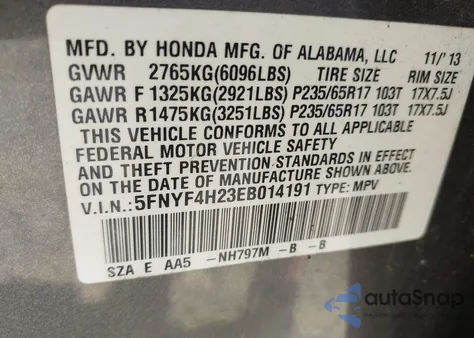 MFD. BY HONDA MFG. OF ALABAMA, LLC 11/'13
GVWR 2765KG(6096LBS) TIRE SIZE RIM SIZE
GAWR F 1325KG(2921LBS) P235/65R17 103T 17X7.5J
GAWR R 1475KG(3251LBS) P235/65R17 103T 17X7.5J
THIS VEHICLE CONFORMS TO ALL APPLICABLE
FEDERAL MOTOR VEHICLE SAFETY
AND THEFT PREVENTION STANDARDS IN EFFECT
ON THE DATE OF MANUFACTURE SHOWN ABOVE
V.I.N.:5FNYF4H23EB014191 TYPE: MPV
SZA E AA5 -NH797M -B -B
autoSnap